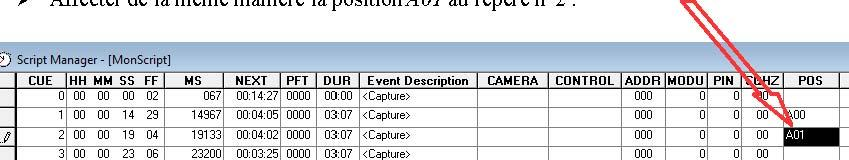 ➢ Affecter de la même manière la position A01 au repère n°2 :
Script Manager - [MonScript]
CUE HH MM SS FF MS NEXT PFT DUR Event Description CAMERA CONTROL ADDR MODU PIN POS
0 00 00 00 02 067 00:14:27 0000 00:00 <Capture> 000 0 0 00
1 00 00 14 29 14967 00:04:05 0000 03:07 <Capture> 000 0 0 00 A00
2 00 00 19 04 19133 00:04:02 0000 03:07 <Capture> 000 0 0 00 A01
3 00 00 23 06 23200 00:03:25 0000 03:07 <Capture> 000 0 0 00